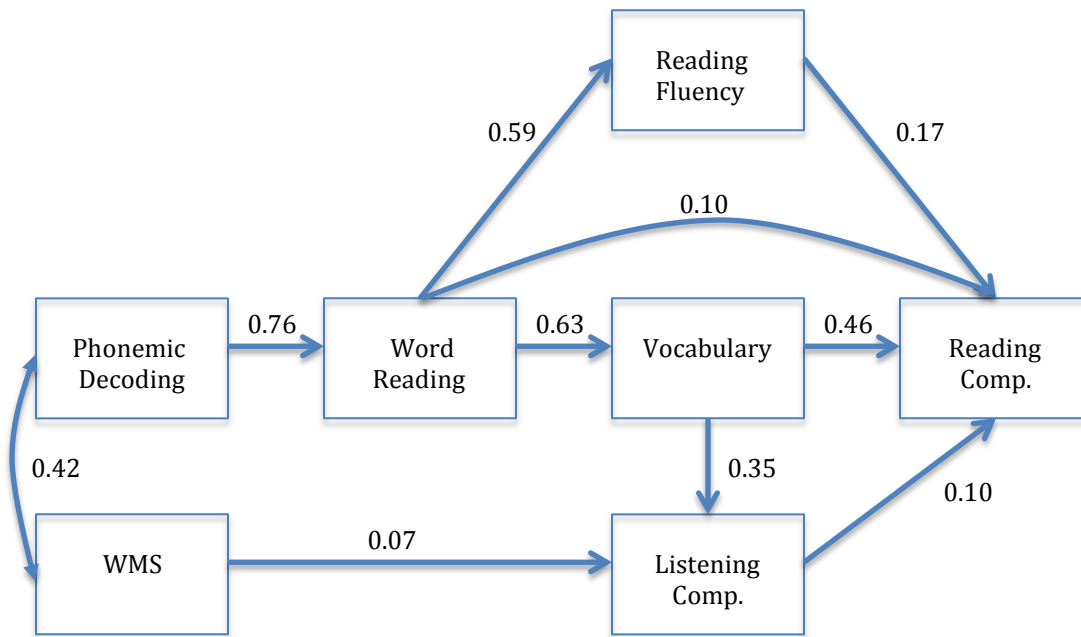 Reading
Fluency
0.59
0.17
0.10
Phonemic
Decoding
0.76
Word
Reading
0.63
Vocabulary
0.46
Reading
Comp.
0.42
0.35
0.10
WMS
0.07
Listening
Comp.